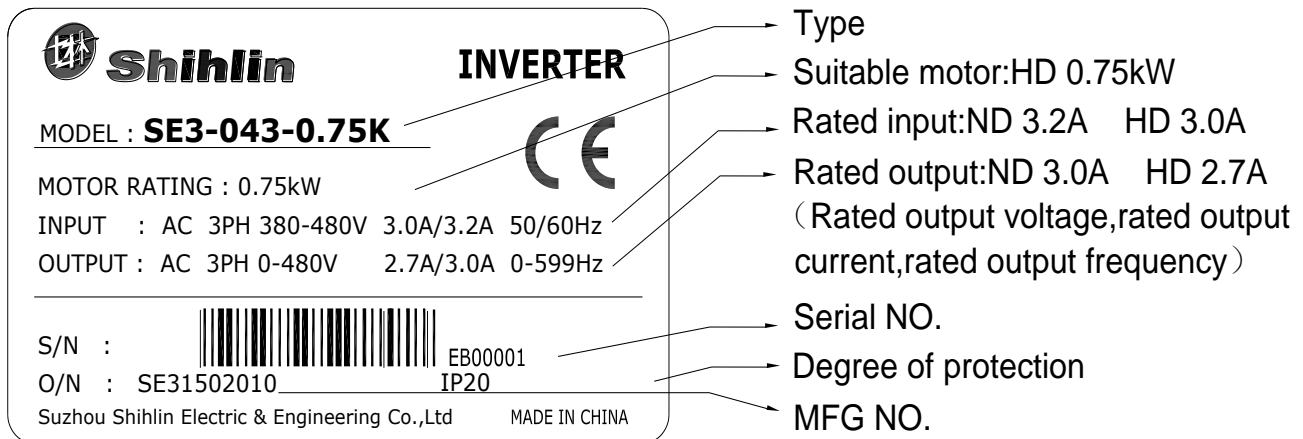 Shihlin INVERTER
MODEL : SE3-043-0.75K
CE
MOTOR RATING : 0.75kW
INPUT : AC 3PH 380-480V 3.0A/3.2A 50/60Hz
OUTPUT : AC 3PH 0-480V 2.7A/3.0A 0-599Hz
S/N : EB00001
O/N : SE31502010 IP20
Suzhou Shihlin Electric & Engineering Co.,Ltd MADE IN CHINA
Type
Suitable motor:HD 0.75kW
Rated input:ND 3.2A HD 3.0A
Rated output:ND 3.0A HD 2.7A
（Rated output voltage,rated output
current,rated output frequency）
Serial NO.
Degree of protection
MFG NO.